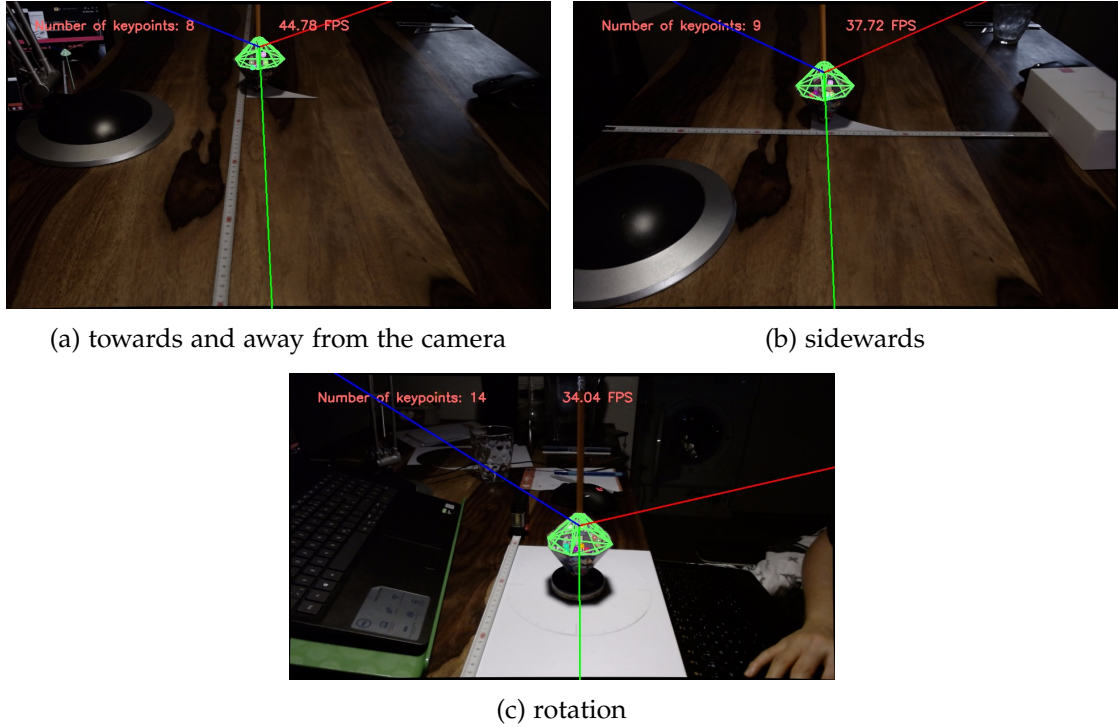 Number of keypoints: 8 44.78 FPS
Number of keypoints: 9 37.72 FPS
(a) towards and away from the camera
(b) sidewards
Number of keypoints: 14 34.04 FPS
(c) rotation